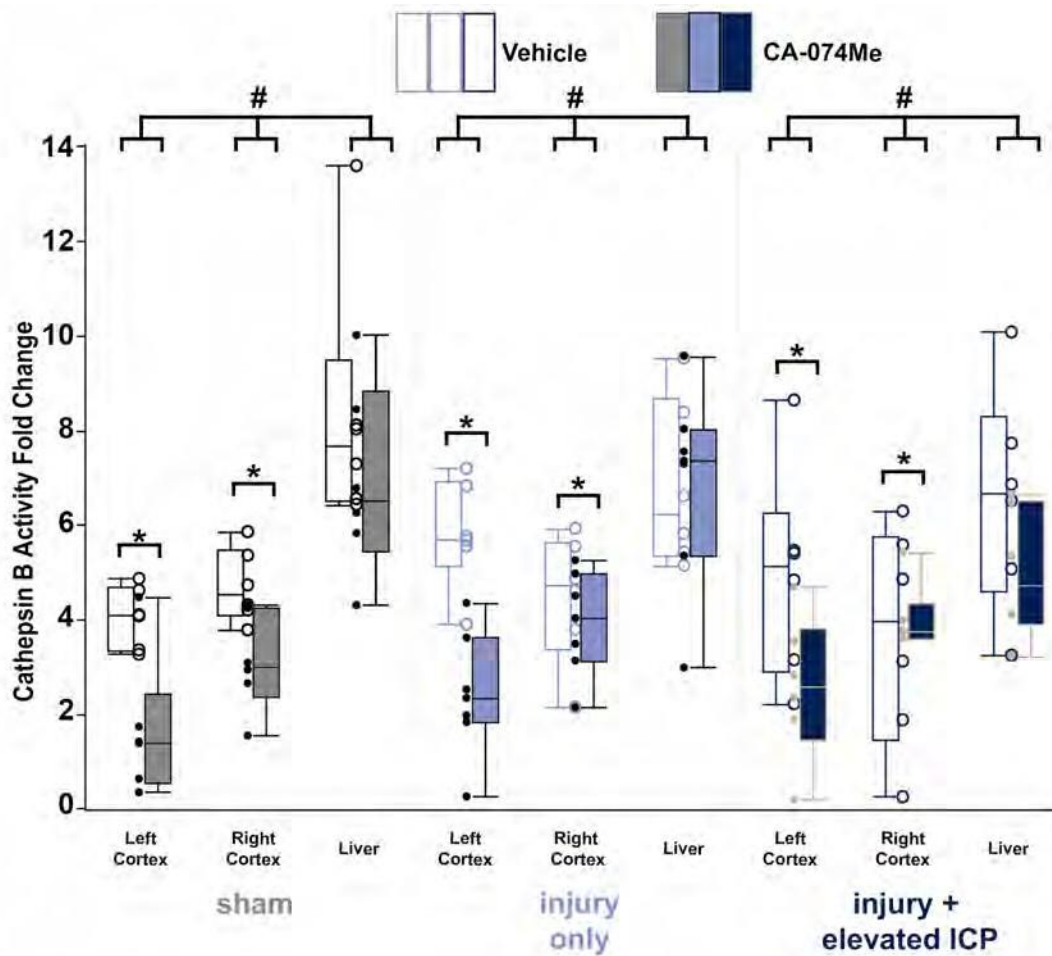 Vehicle
CA-074Me
# # #
14
12
10
8
6
4
2
0
Cathepsin B Activity Fold Change
* * * * * *
Left Cortex
Right Cortex
Liver
Left Cortex
Right Cortex
Liver
Left Cortex
Right Cortex
Liver
sham
injury
only
injury +
elevated ICP